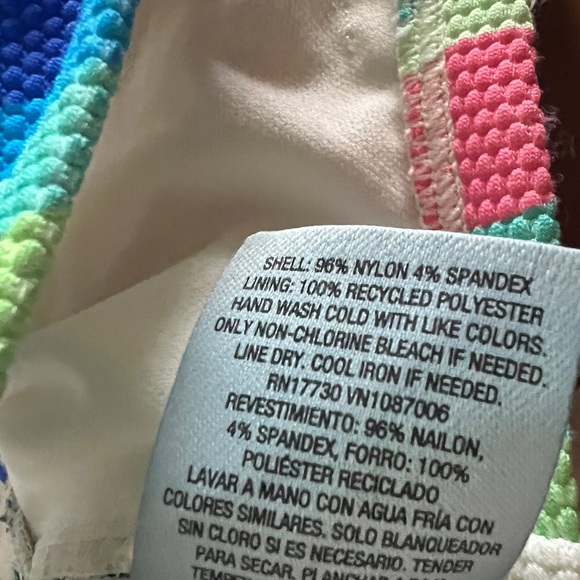 SHELL: 96% NYLON 4% SPANDEX
LINING: 100% RECYCLED POLYESTER
HAND WASH COLD WITH LIKE COLORS.
ONLY NON-CHLORINE BLEACH IF NEEDED.
LINE DRY. COOL IRON IF NEEDED.
RN17730 VN1087006
REVESTIMIENTO: 96% NAILON,
4% SPANDEX, FORRO: 100%
POLIÉSTER RECICLADO
LAVAR A MANO CON AGUA FRÍA CON
COLORES SIMILARES. SOLO BLANQUEADOR
SIN CLORO SI ES NECESARIO. TENDER
PARA SECAR. PLANCHAR